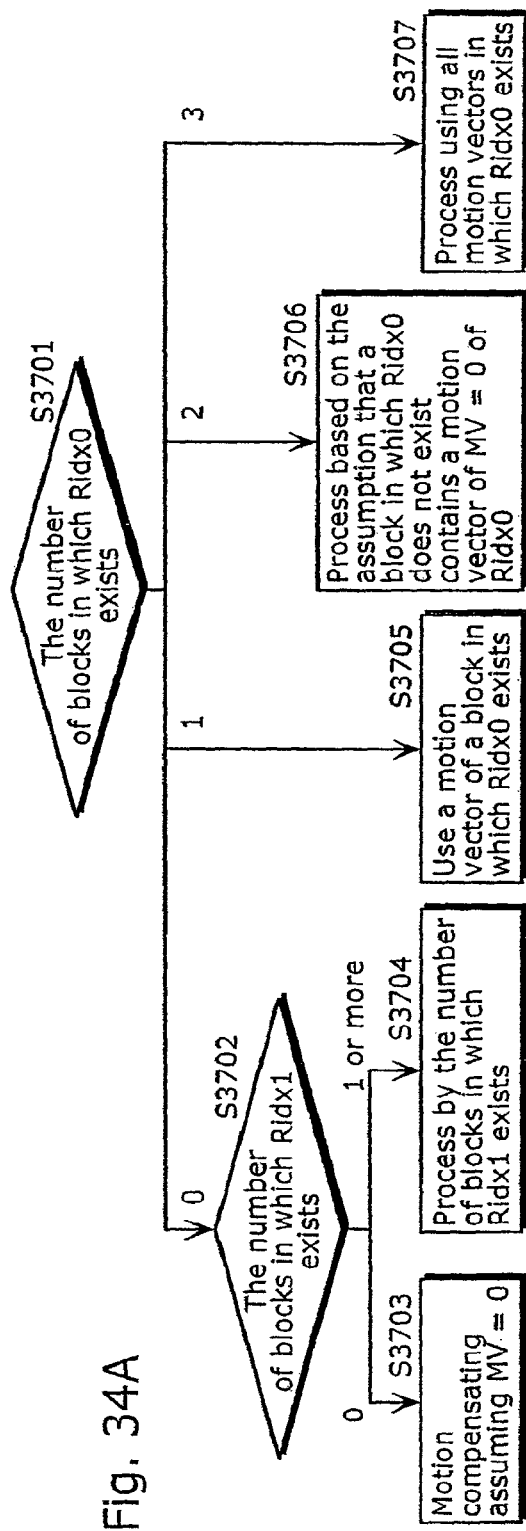 Fig. 34A
S3701
The number
of blocks in which Ridx0
exists
0
1
2
3
S3702
The number
of blocks in which Ridx1
exists
0
1 or more
S3703
Motion
compensating
assuming MV = 0
S3704
Process by the number
of blocks in which
Ridx1 exists
S3705
Use a motion
vector of a block in
which Ridx0 exists
S3706
Process based on the
assumption that a
block in which Ridx0
does not exist
contains a motion
vector of MV = 0 of
Ridx0
S3707
Process using all
motion vectors in
which Ridx0 exists